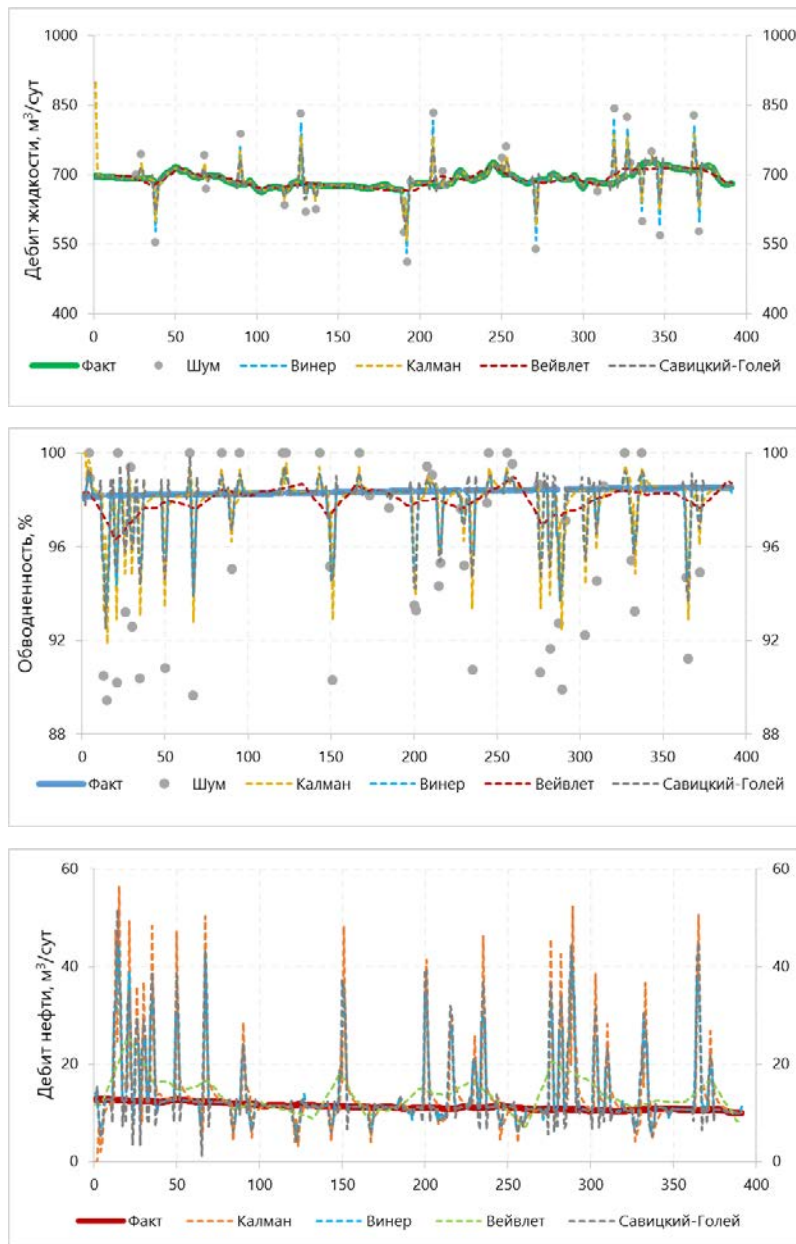 Дебит жидкости, м³/сут
1000 1000
850 850
700 700
550 550
400 400
0 50 100 150 200 250 300 350 400
Факт Шум Винер Калман Вейвлет Савицкий-Голей
Обводненность, %
100 100
96 96
92 92
88 88
0 50 100 150 200 250 300 350 400
Факт Шум Калман Винер Вейвлет Савицкий-Голей
Дебит нефти, м³/сут
60 60
40 40
20 20
0 0
0 50 100 150 200 250 300 350 400
Факт Калман Винер Вейвлет Савицкий-Голей